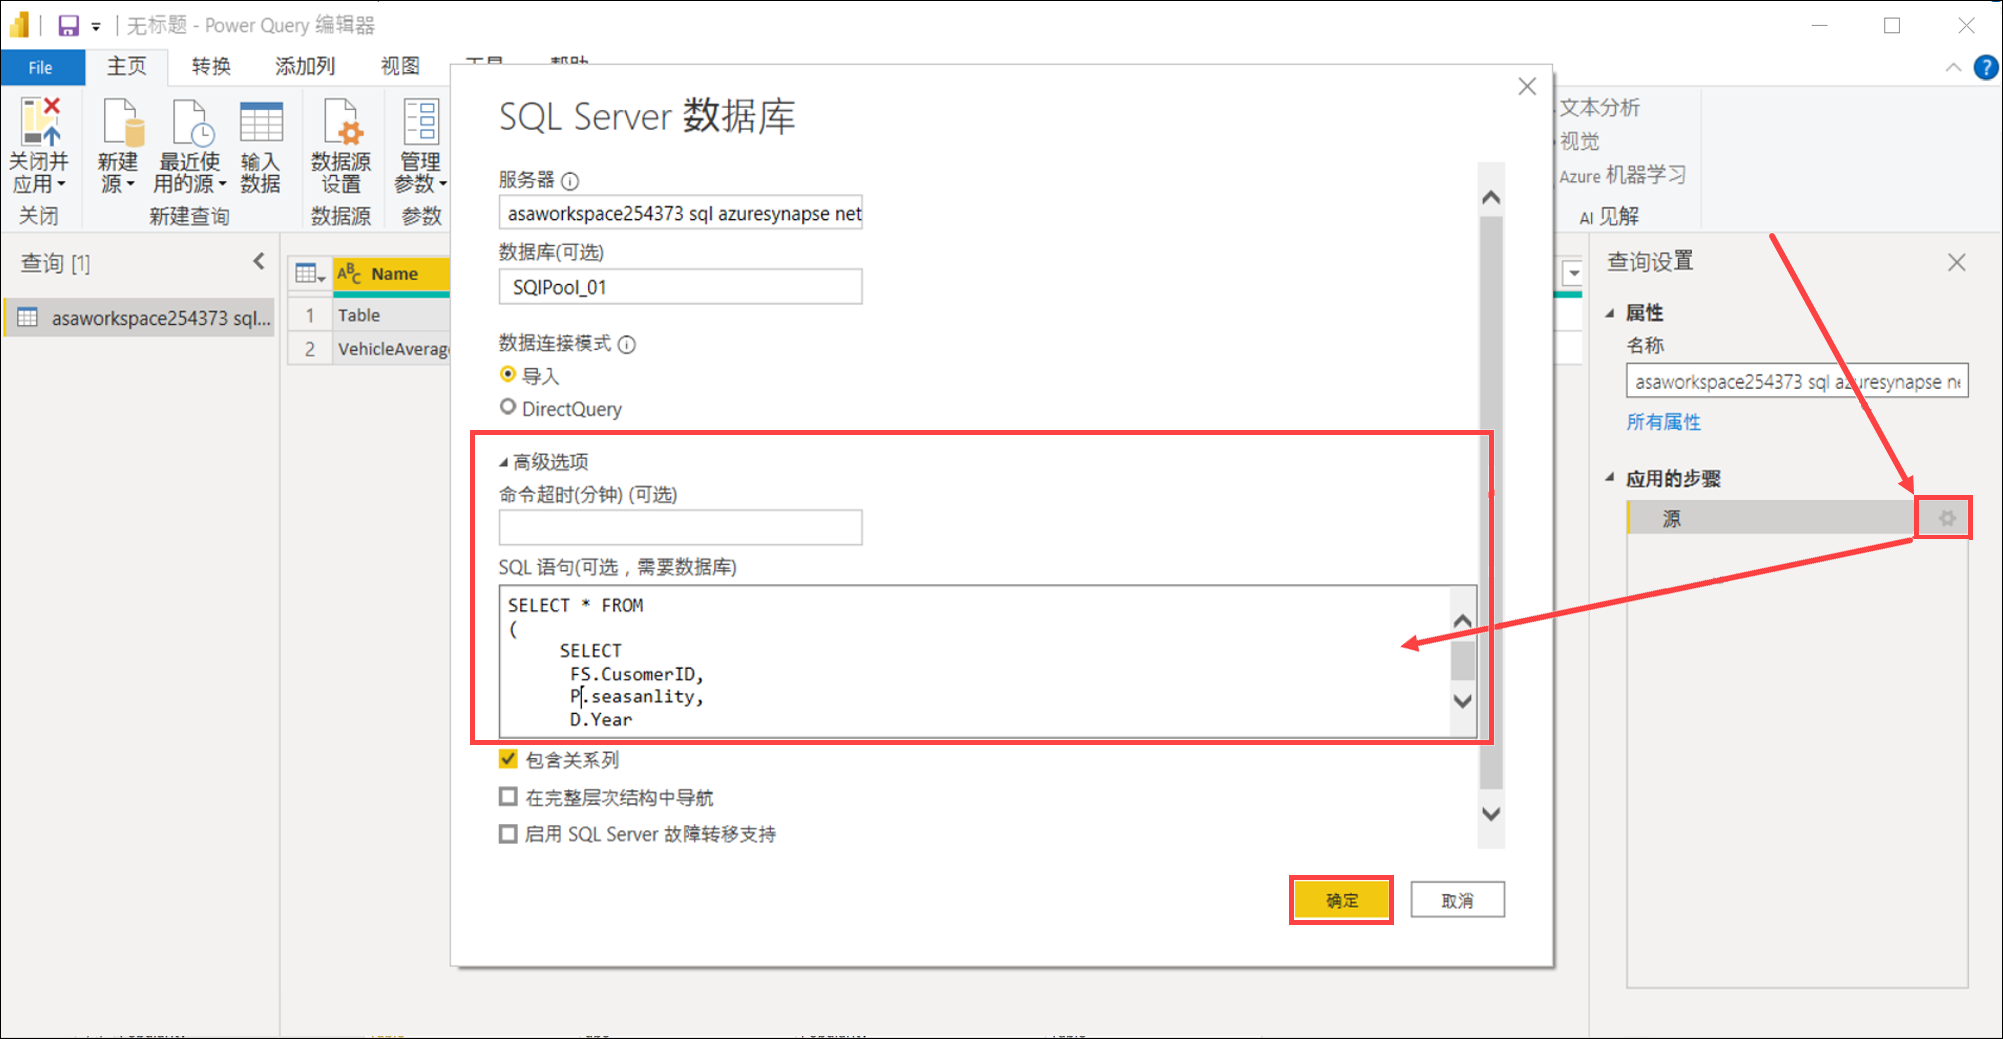 无标题 - Power Query 编辑器
File
主页
转换
添加列
视图
工具
帮助
关闭并
应用
新建
源
最近使
用的源
输入
数据
数据源
设置
管理
参数
关闭
新建查询
数据源
参数
文本分析
视觉
Azure 机器学习
AI 见解
查询 [1]
asaworkspace254373 sql...
ABC Name
1 Table
2 VehicleAverag
SQL Server 数据库
服务器
asaworkspace254373 sql azuresynapse net
数据库(可选)
SQlPool_01
数据连接模式
导入
DirectQuery
高级选项
命令超时(分钟) (可选)
SQL 语句(可选，需要数据库)
SELECT * FROM
(
SELECT
FS.CusomerID,
P.seasanlity,
D.Year
包含关系列
在完整层次结构中导航
启用 SQL Server 故障转移支持
确定
取消
查询设置
属性
名称
asaworkspace254373 sql azuresynapse ne
所有属性
应用的步骤
源